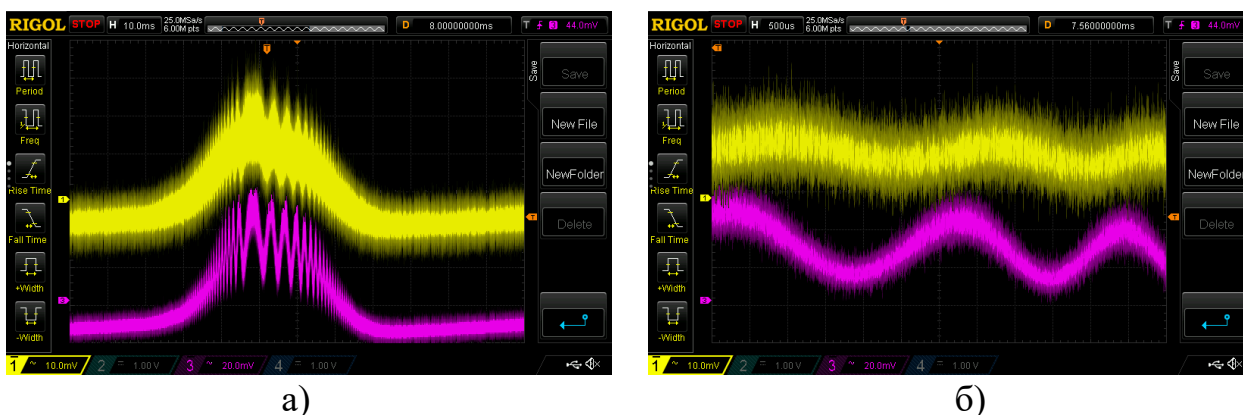 RIGOL STOP H 10.0ms 25.0MSa/s 6.00M pts T D 8.00000000ms T 3 44.0mV
Horizontal
Period
Freq
Rise Time
Fall Time
+Width
-Width
T
1
3
T
Save
Save
New File
NewFolder
Delete
1 ~ 10.0mV 2 = 1.00 V 3 ~ 20.0mV 4 = 1.00 V
а)
RIGOL STOP H 500us 25.0MSa/s 6.00M pts T D 7.56000000ms T 3 44.0mV
Horizontal
Period
Freq
Rise Time
Fall Time
+Width
-Width
T
1
3
T
Save
Save
New File
NewFolder
Delete
1 ~ 10.0mV 2 = 1.00 V 3 ~ 20.0mV 4 = 1.00 V
б)